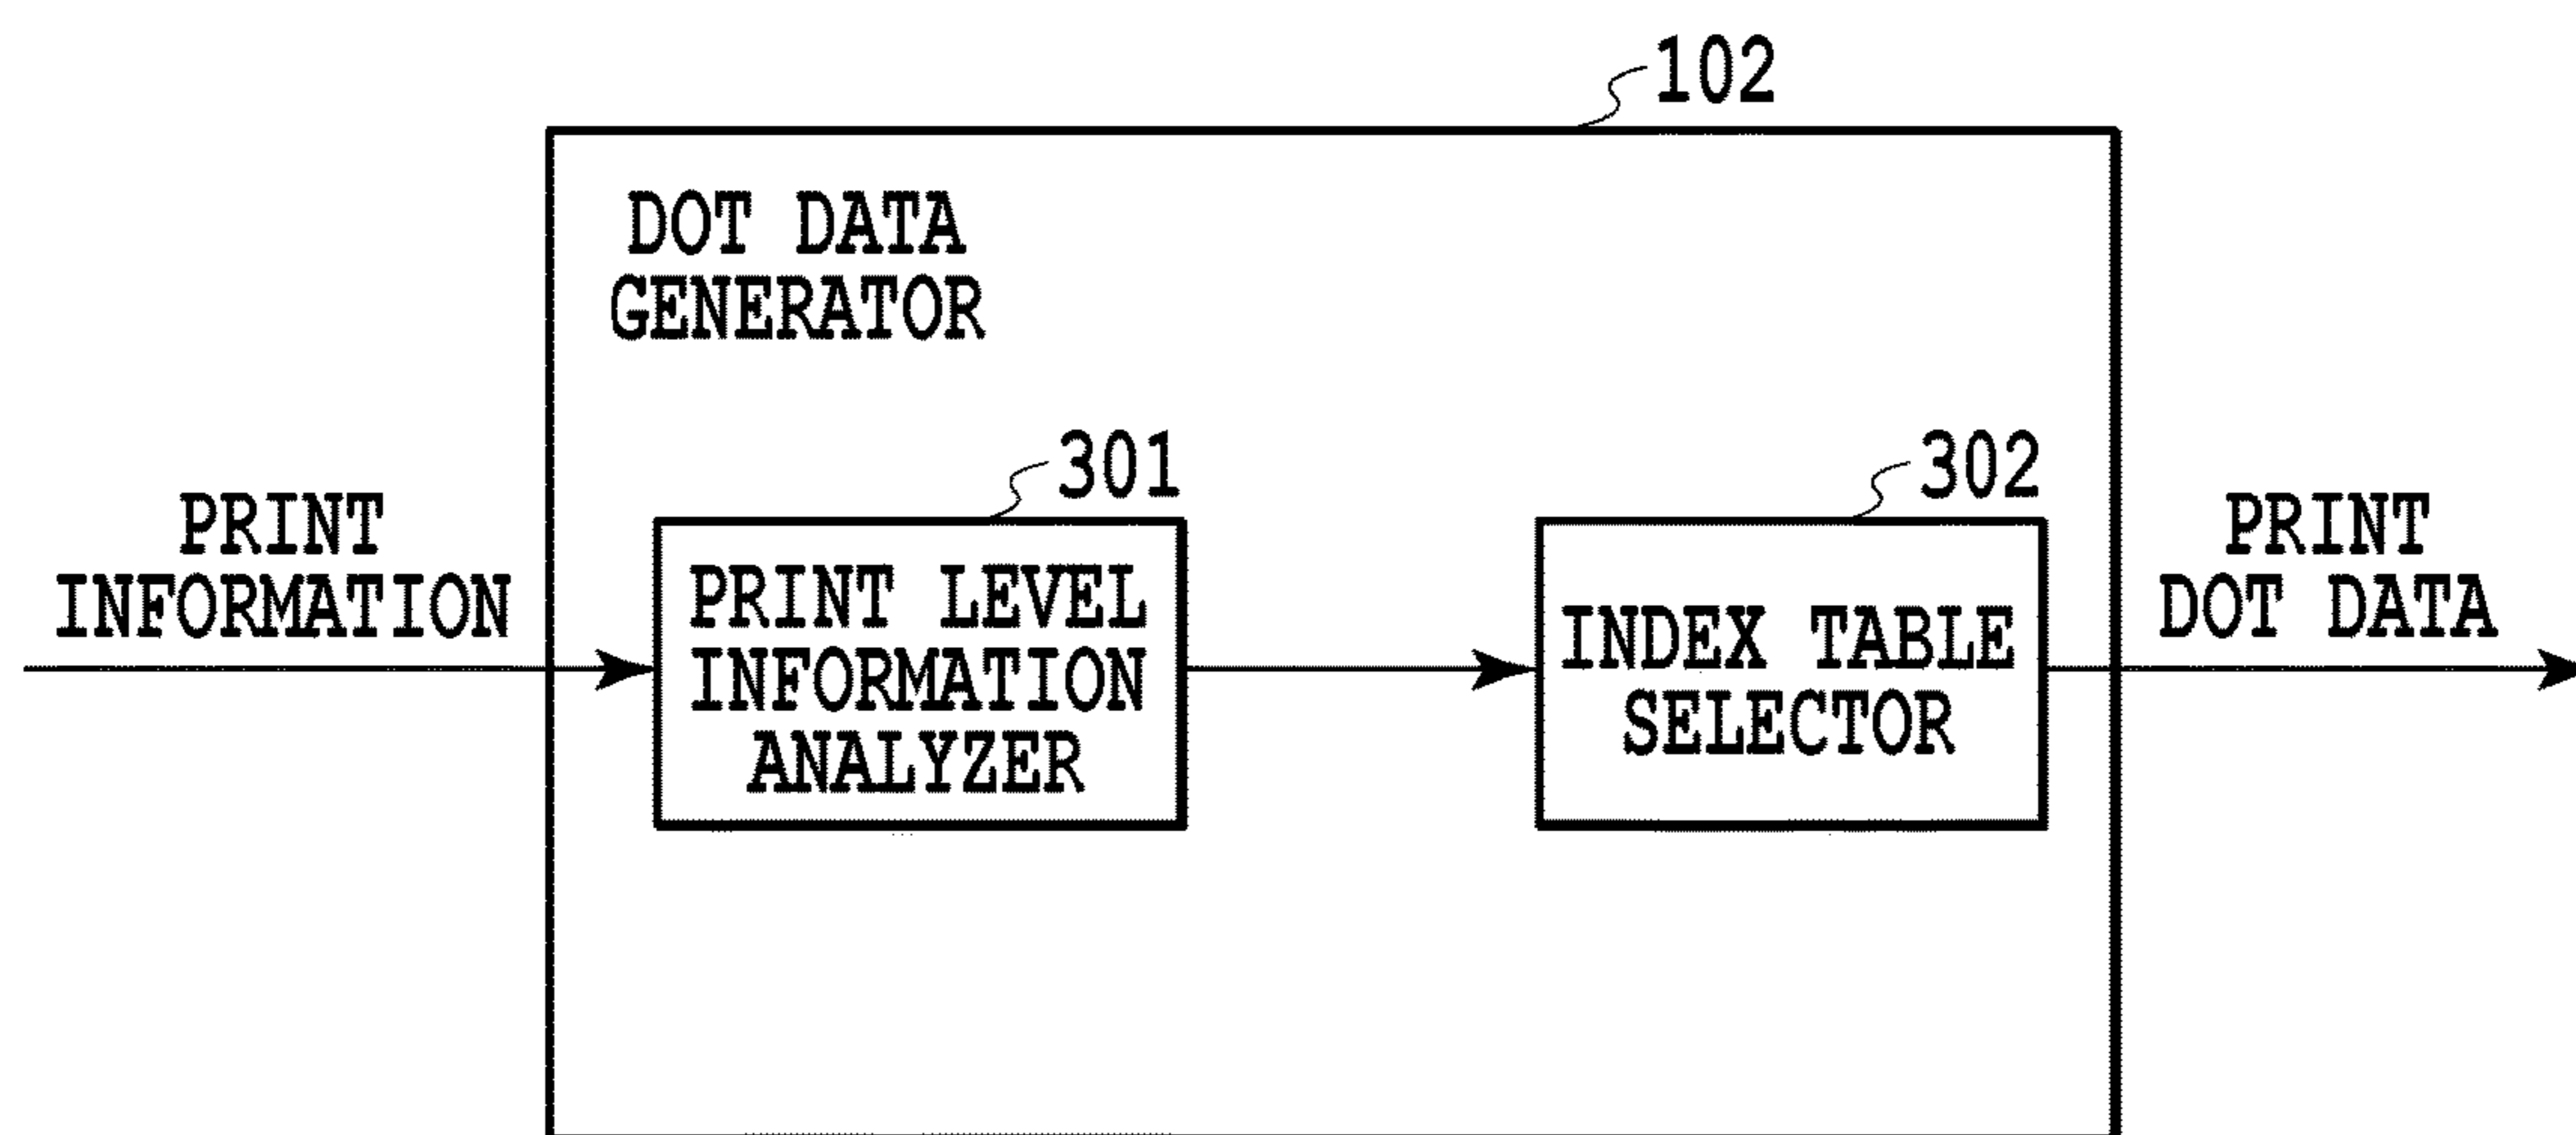 102
DOT DATA
GENERATOR
301
302
PRINT
INFORMATION
PRINT LEVEL
INFORMATION
ANALYZER
INDEX TABLE
SELECTOR
PRINT
DOT DATA